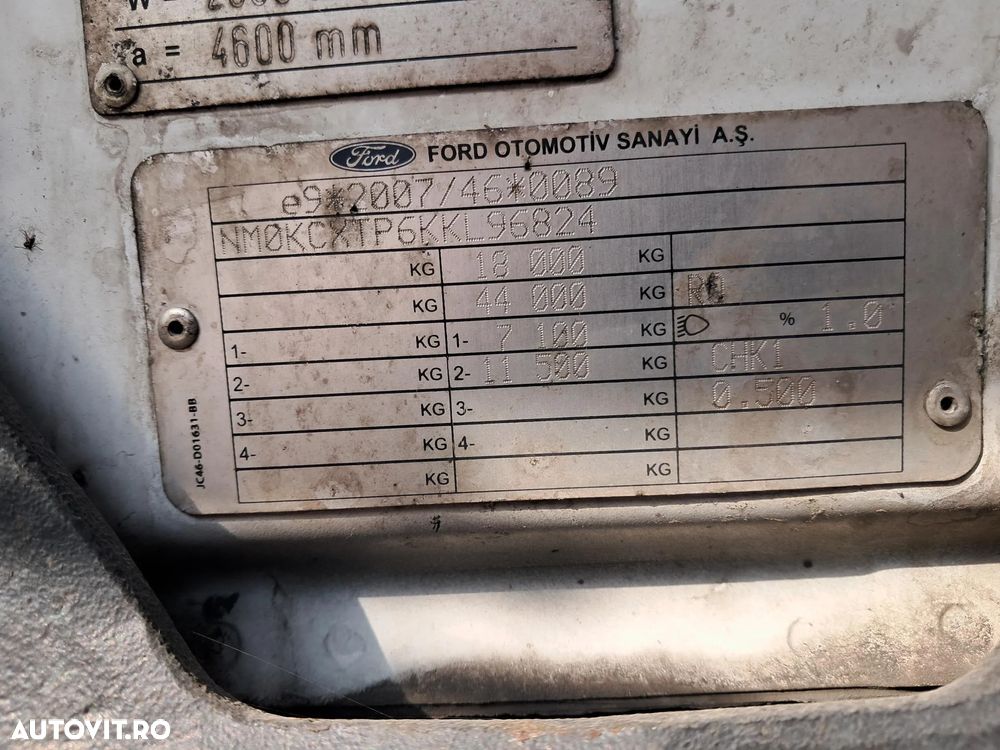 a = 4600 mm
Ford FORD OTOMOTİV SANAYİ A.Ş.
e9*2007/46*0089
NM0KCXTP6KKL96824
KG 18 000 KG
KG 44 000 KG
1- KG 1- 7 100 KG % 1.0
2- KG 2- 11 500 KG CHK1
3- KG 3- KG 0.500
4- KG 4- KG
KG KG
JC46-D01631-BB
AUTOVIT.RO